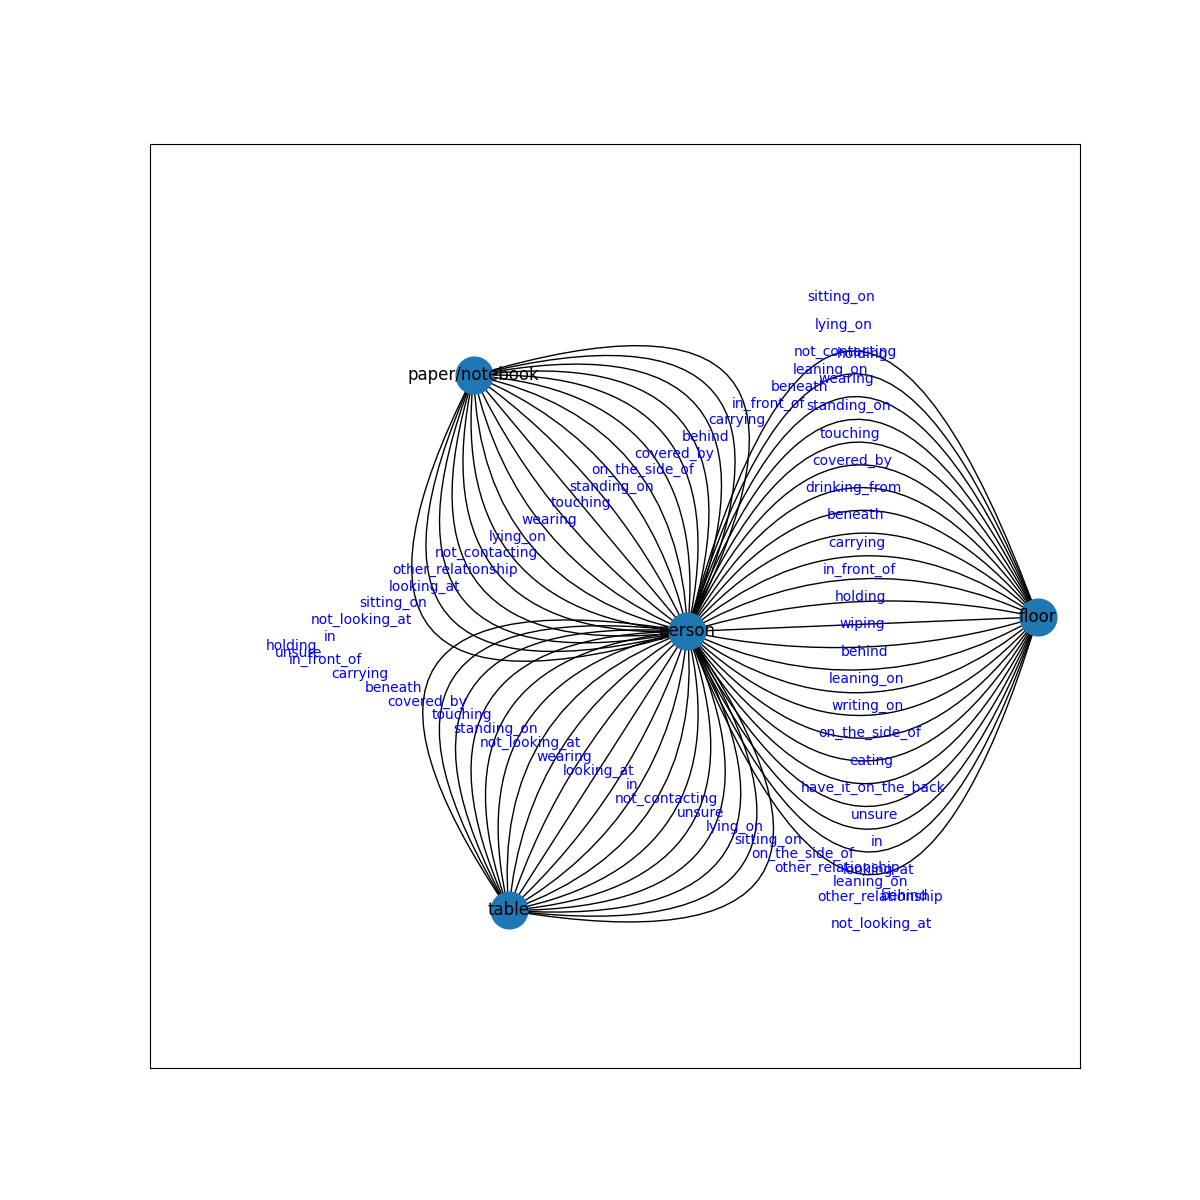 sitting_on
lying_on
not_contacting
holding
leaning_on
paper/notebook
wearing
beneath
in_front_of
standing_on
carrying
touching
behind
covered_by
covered_by
on_the_side_of
standing_on
drinking_from
touching
beneath
wearing
lying_on
carrying
not_contacting
other_relationship
in_front_of
looking_at
holding
sitting_on
floor
not_looking_at
wiping
person
in
holding
unsure
behind
in_front_of
carrying
leaning_on
beneath
covered_by
writing_on
touching
standing_on
on_the_side_of
not_looking_at
wearing
eating
looking_at
in
have_it_on_the_back
not_contacting
unsure
unsure
lying_on
sitting_on
in
on_the_side_of
other_relationship
looking_at
leaning_on
other_relationship
behind
table
not_looking_at